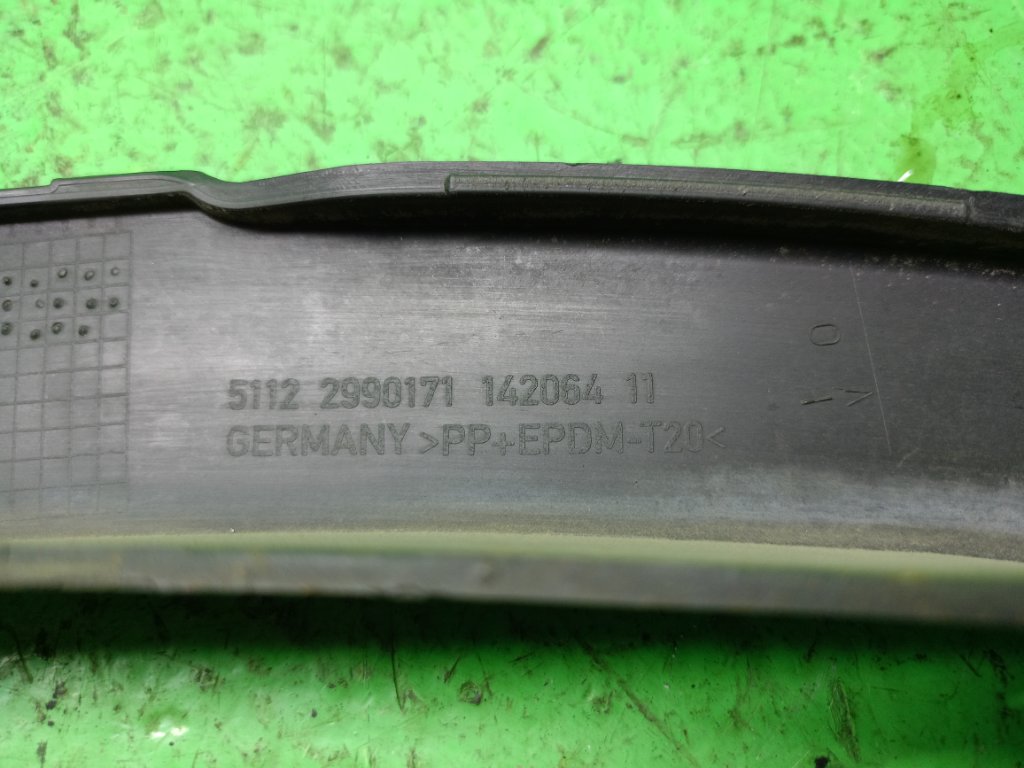 5112 2990171 142064 11
GERMANY >PP+EPDM-T20<
O
I V